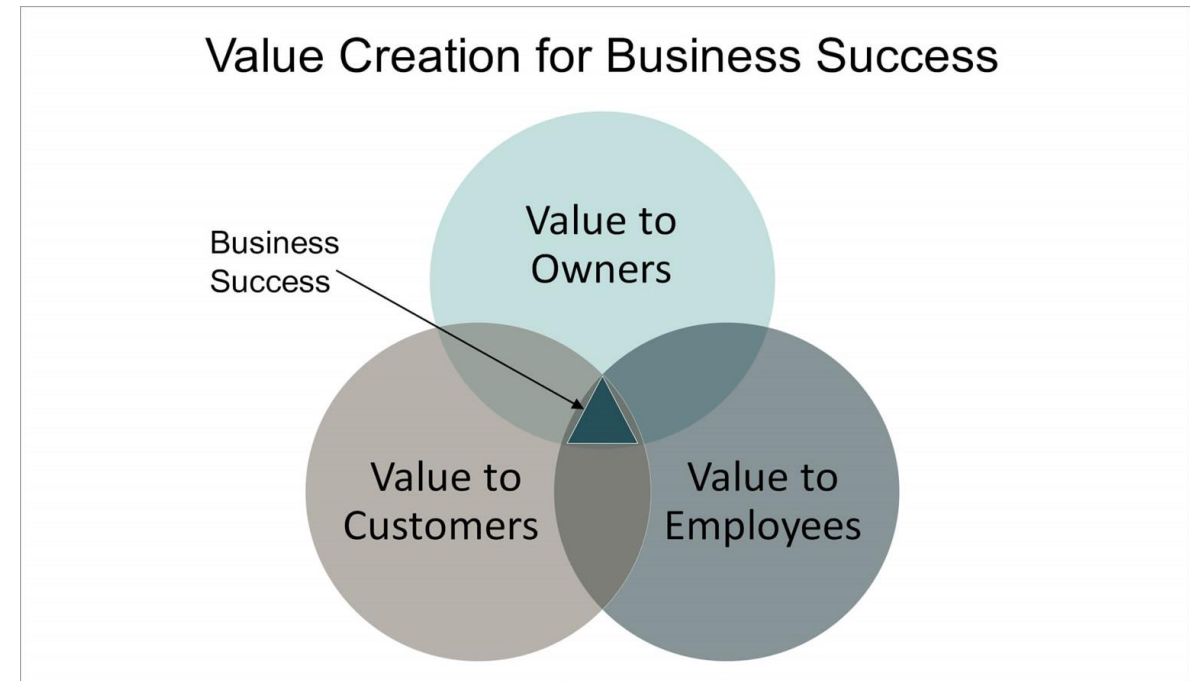 Value Creation for Business Success
Value to
Owners
Business
Success
Value to
Customers
Value to
Employees